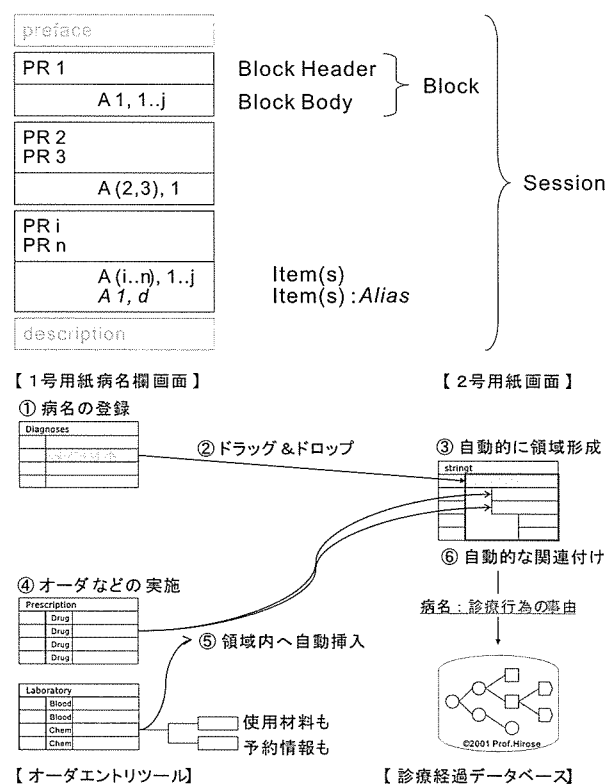 preface
PR 1
Block Header
A 1, 1..j
Block Body
Block
PR 2
PR 3
A (2,3), 1
Session
PR i
PR n
A (i..n), 1..j
Item(s)
A 1, d
Item(s) : Alias
description
【 1号用紙病名欄画面 】
【 2号用紙画面 】
① 病名の登録
Diagnoses
② ドラッグ &ドロップ
③ 自動的に領域形成
stringt
⑥ 自動的な関連付け
④ オーダなどの 実施
Prescription
Drug
Drug
Drug
Drug
病名 : 診療行為の事由
⑤ 領域内へ自動挿入
Laboratory
Blood
Blood
Chem
Chem
使用材料も
予約情報も
©2001 Prof.Hirose
【オーダエントリツール】
【 診療経過データベース 】